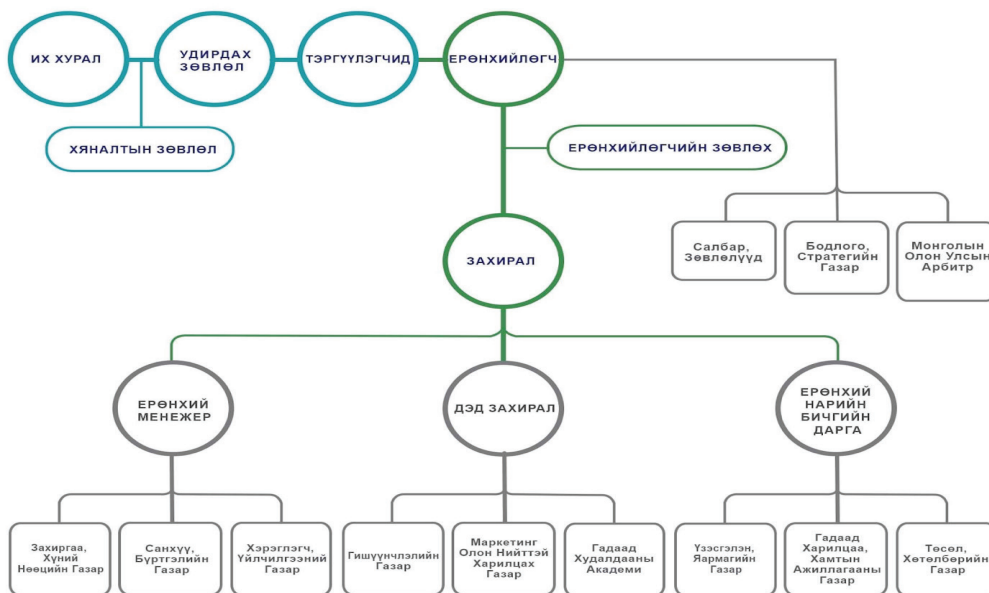 ИХ ХУРАЛ
УДИРДАХ
ЗӨВЛӨЛ
ТЭРГҮҮЛЭГЧИД
ЕРӨНХИЙЛӨГЧ
ХЯНАЛТЫН ЗӨВЛӨЛ
ЕРӨНХИЙЛӨГЧИЙН ЗӨВЛӨХ
Салбар,
Зөвлөлүүд
Бодлого,
Стратегийн
Газар
Монголын
Олон Улсын
Арбитр
ЗАХИРАЛ
ЕРӨНХИЙ
МЕНЕЖЕР
ДЭД ЗАХИРАЛ
ЕРӨНХИЙ
НАРИЙН
БИЧГИЙН
ДАРГА
Захиргаа,
Хүний
Нөөцийн Газар
Санхүү,
Бүртгэлийн
Газар
Хэрэглэгч,
Үйлчилгээний
Газар
Гишүүнчлэлийн
Газар
Маркетинг
Олон Нийттэй
Харилцах
Газар
Гадаад
Худалдааны
Академи
Үзэсгэлэн,
Яармагийн
Газар
Гадаад
Харилцаа,
Хамтын
Ажиллагааны
Газар
Төсөл,
Хөтөлбөрийн
Газар